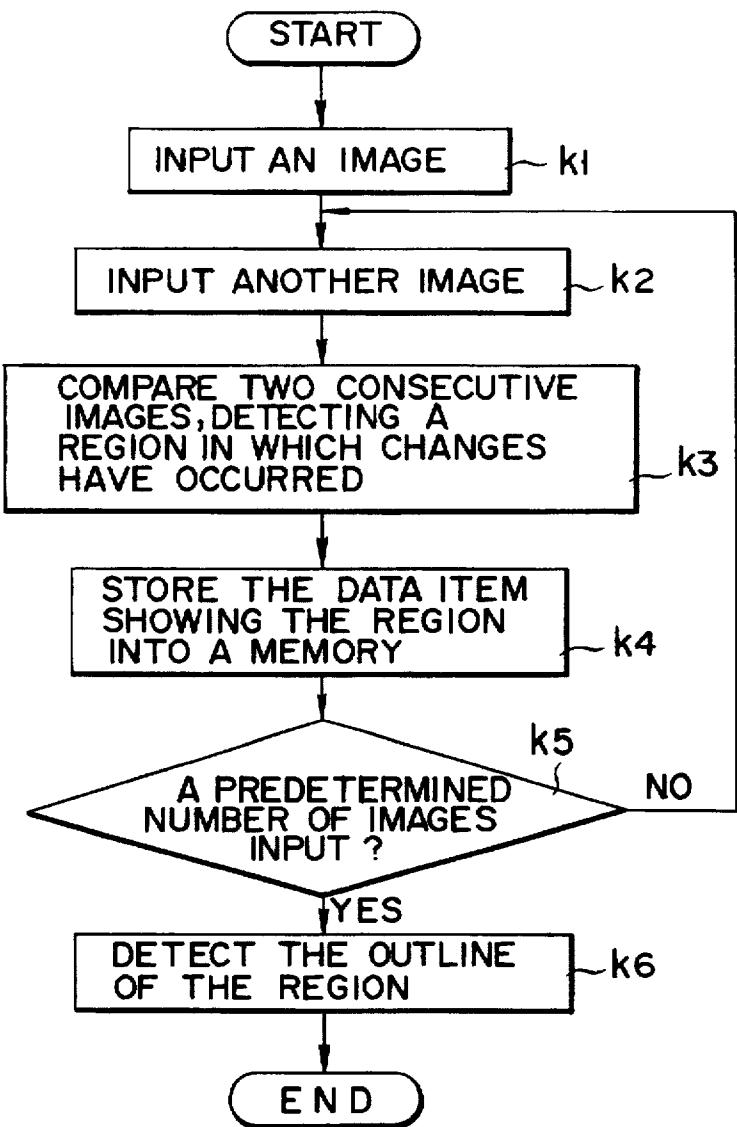 START
INPUT AN IMAGE
k1
INPUT ANOTHER IMAGE
k2
COMPARE TWO CONSECUTIVE
IMAGES, DETECTING A
REGION IN WHICH CHANGES
HAVE OCCURRED
k3
STORE THE DATA ITEM
SHOWING THE REGION
INTO A MEMORY
k4
k5
A PREDETERMINED
NUMBER OF IMAGES
INPUT ?
NO
YES
DETECT THE OUTLINE
OF THE REGION
k6
END